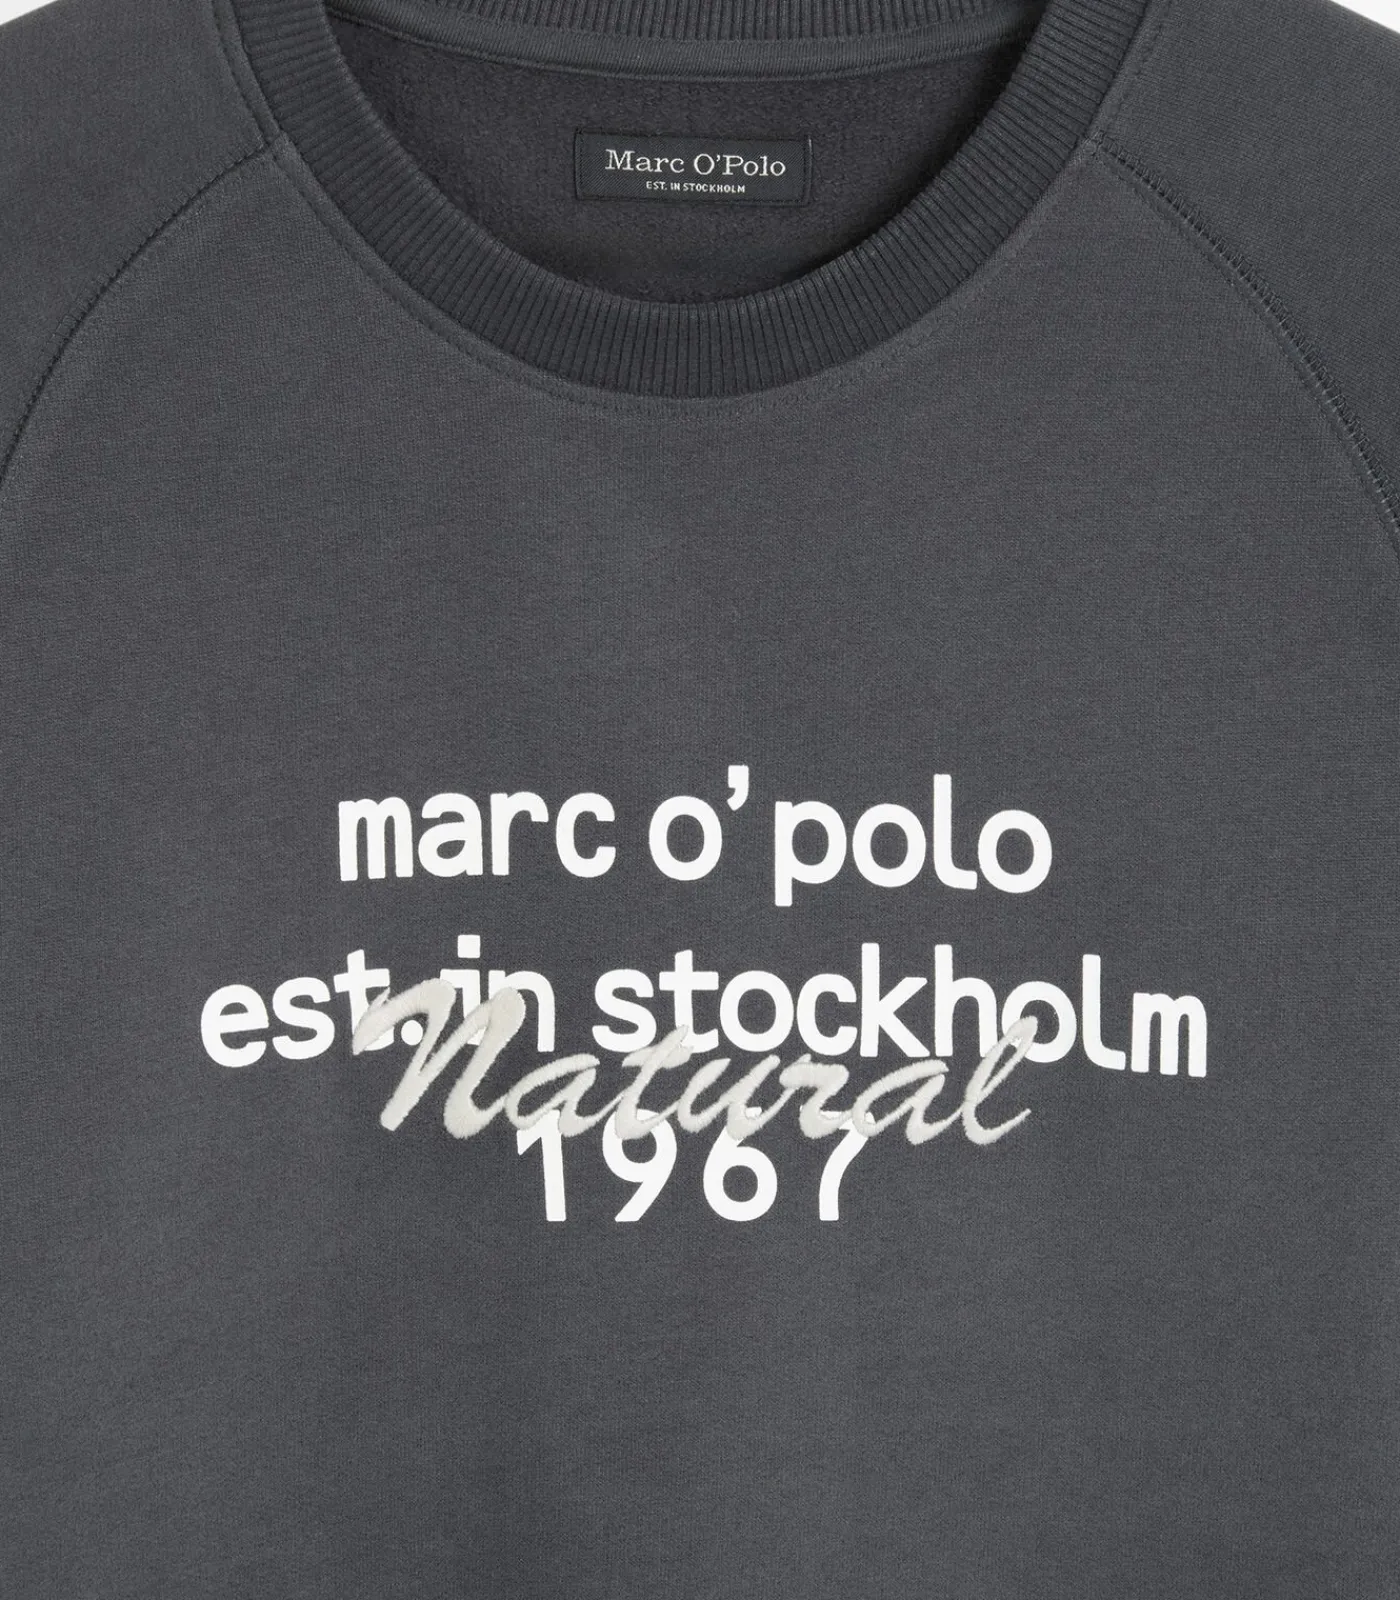 Marc O'Polo
EST. IN STOCKHOLM
marc o'polo
est.in stockholm
Natural
1967